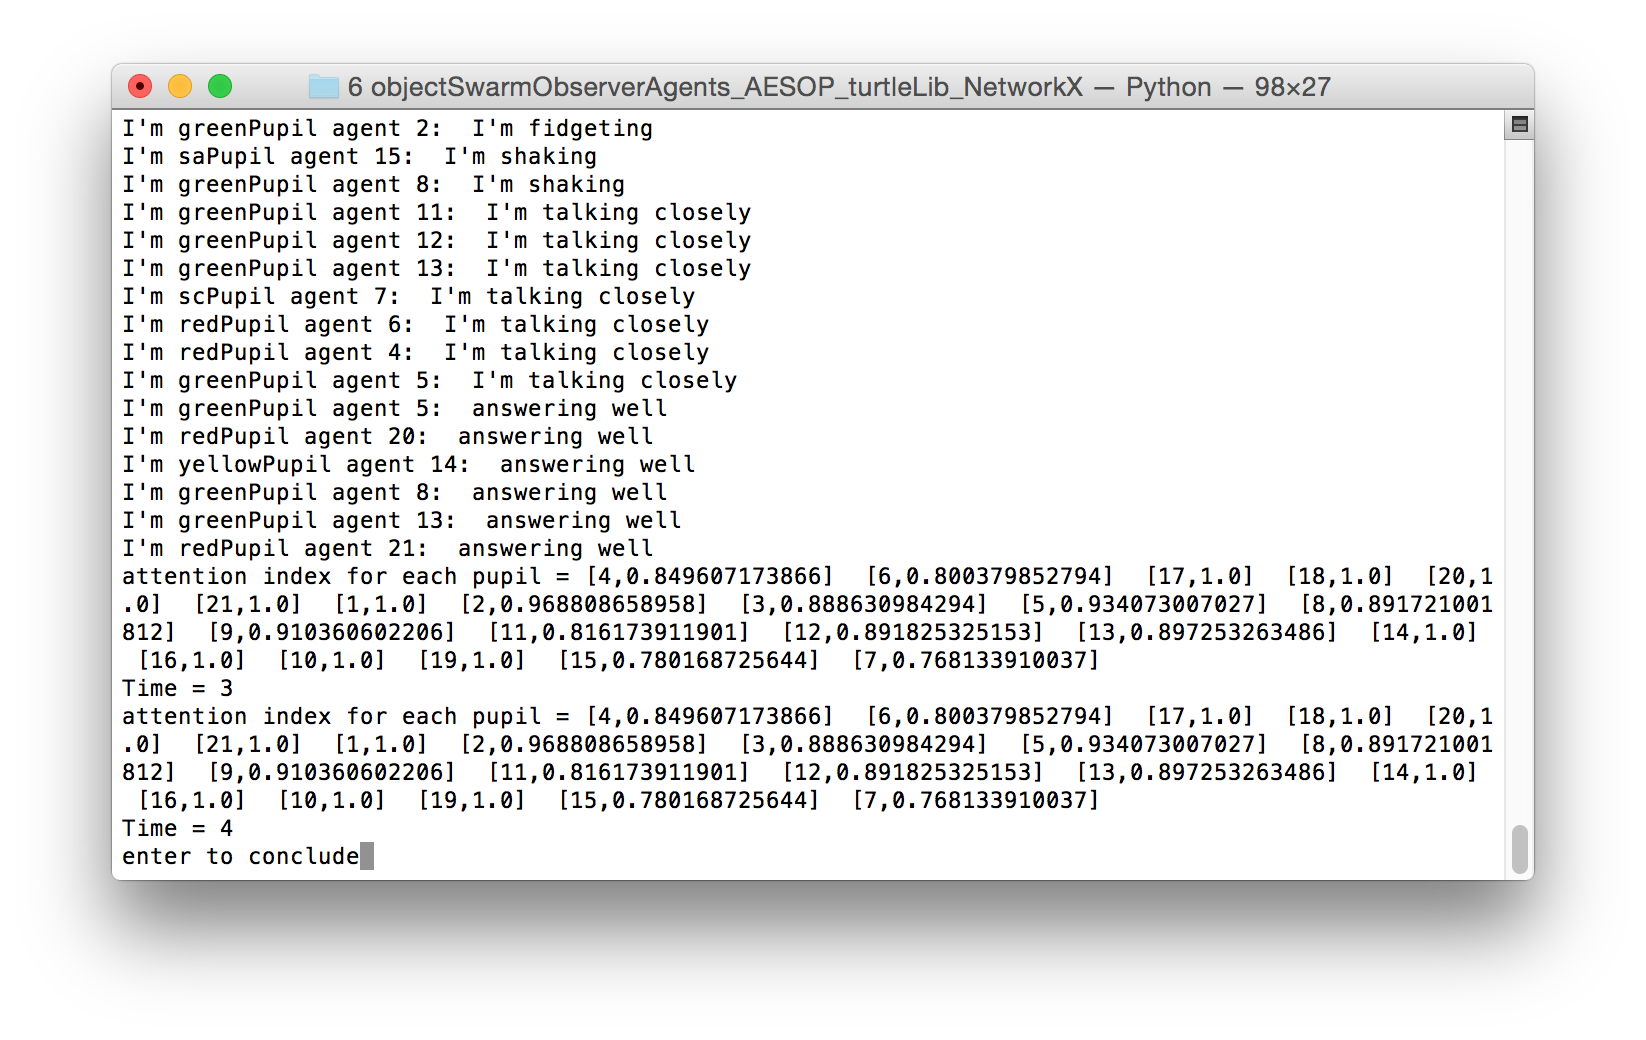 6 objectSwarmObserverAgents_AESOP_turtleLib_NetworkX — Python — 98×27
I'm greenPupil agent 2:  I'm fidgeting
I'm saPupil agent 15:  I'm shaking
I'm greenPupil agent 8:  I'm shaking
I'm greenPupil agent 11:  I'm talking closely
I'm greenPupil agent 12:  I'm talking closely
I'm greenPupil agent 13:  I'm talking closely
I'm scPupil agent 7:  I'm talking closely
I'm redPupil agent 6:  I'm talking closely
I'm redPupil agent 4:  I'm talking closely
I'm greenPupil agent 5:  I'm talking closely
I'm greenPupil agent 5:  answering well
I'm redPupil agent 20:  answering well
I'm yellowPupil agent 14:  answering well
I'm greenPupil agent 8:  answering well
I'm greenPupil agent 13:  answering well
I'm redPupil agent 21:  answering well
attention index for each pupil = [4,0.849607173866]  [6,0.800379852794]  [17,1.0]  [18,1.0]  [20,1
.0]  [21,1.0]  [1,1.0]  [2,0.968808658958]  [3,0.888630984294]  [5,0.934073007027]  [8,0.891721001
812]  [9,0.910360602206]  [11,0.816173911901]  [12,0.891825325153]  [13,0.897253263486]  [14,1.0]
 [16,1.0]  [10,1.0]  [19,1.0]  [15,0.780168725644]  [7,0.768133910037]
Time = 3
attention index for each pupil = [4,0.849607173866]  [6,0.800379852794]  [17,1.0]  [18,1.0]  [20,1
.0]  [21,1.0]  [1,1.0]  [2,0.968808658958]  [3,0.888630984294]  [5,0.934073007027]  [8,0.891721001
812]  [9,0.910360602206]  [11,0.816173911901]  [12,0.891825325153]  [13,0.897253263486]  [14,1.0]
 [16,1.0]  [10,1.0]  [19,1.0]  [15,0.780168725644]  [7,0.768133910037]
Time = 4
enter to conclude